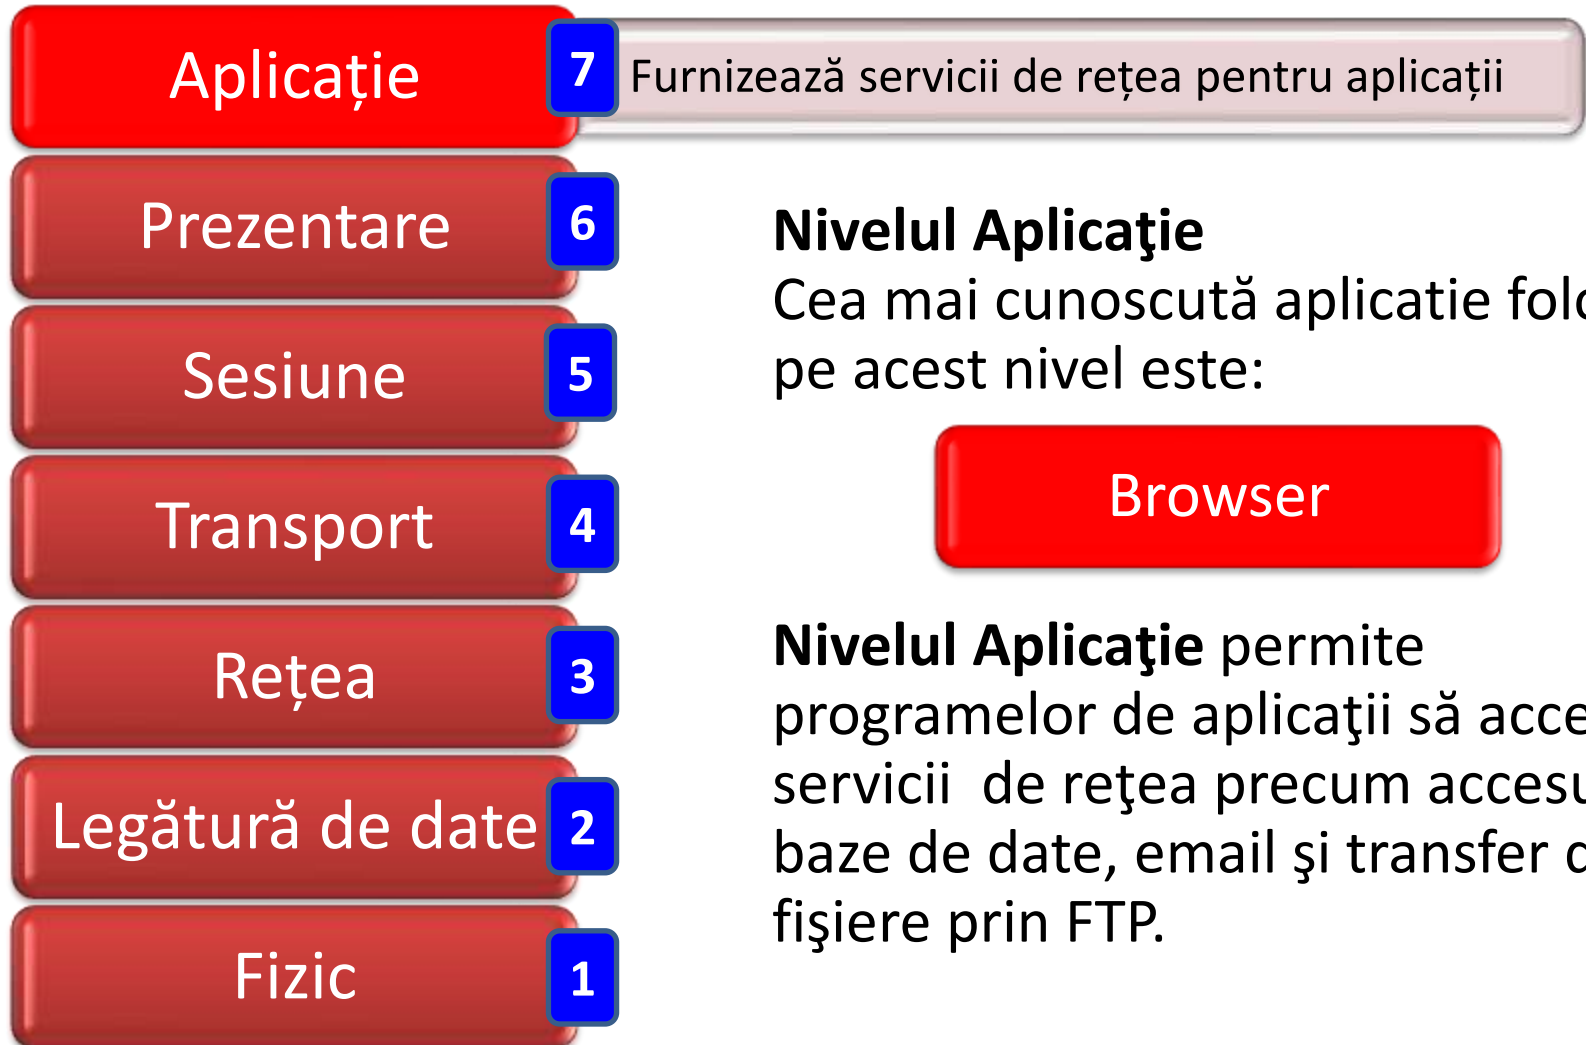 Aplicație
7
Furnizează servicii de rețea pentru aplicații
Prezentare
6
Sesiune
5
Transport
4
Rețea
3
Legătură de date
2
Fizic
1
Nivelul Aplicaţie
Cea mai cunoscută aplicatie
pe acest nivel este:
Browser
Nivelul Aplicaţie permite
programelor de aplicaţii să
servicii de reţea precum
baze de date, email şi transfer
fişiere prin FTP.